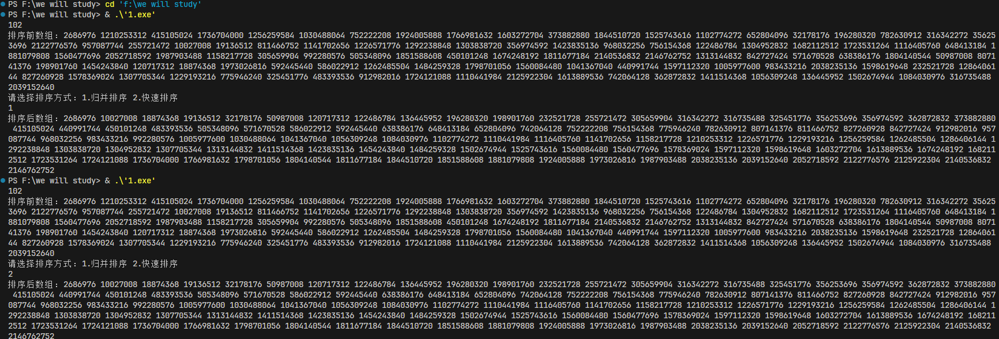 PS F:\we will study> cd 'f:\we will study'
PS F:\we will study> & .\'1.exe'
102
排序前数组：2686976 1210253312 415105024 1736704000 1256259584 1030488064 752222208 1924005888 1766981632 1603272704 373882880 1844510720 1525743616 1102774272 652804096 32178176 196280320 782630912 316342272 35625
3696 2122776576 957087744 255721472 10027008 19136512 811466752 1141702656 1226571776 1292238848 1303838720 356974592 1423835136 968032256 756154368 122486784 1304952832 1682112512 1723531264 1116405760 648413184 1
881079808 1560477696 2052718592 1987903488 1158217728 305659904 992280576 505348096 1851588608 450101248 1674248192 1811677184 2140536832 2146762752 1313144832 842727424 571670528 638386176 1804140544 50987008 8071
41376 198901760 1454243840 120717312 18874368 1973026816 592445440 586022912 1262485504 1484259328 1798701056 1560084480 1041367040 440991744 1597112320 1005977600 983433216 2038235136 1598619648 232521728 12864061
44 827260928 1578369024 1307705344 1229193216 775946240 325451776 483393536 912982016 1724121088 1110441984 2125922304 1613889536 742064128 362872832 1411514368 1056309248 136445952 1502674944 1084030976 316735488
2039152640
请选择排序方式：1.归并排序 2.快速排序
1
排序后数组：2686976 10027008 18874368 19136512 32178176 50987008 120717312 122486784 136445952 196280320 198901760 232521728 255721472 305659904 316342272 316735488 325451776 356253696 356974592 362872832 373882880
415105024 440991744 450101248 483393536 505348096 571670528 586022912 592445440 638386176 648413184 652804096 742064128 752222208 756154368 775946240 782630912 807141376 811466752 827260928 842727424 912982016 957
087744 968032256 983433216 992280576 1005977600 1030488064 1041367040 1056309248 1084030976 1102774272 1110441984 1116405760 1141702656 1158217728 1210253312 1226571776 1229193216 1256259584 1262485504 1286406144 1
292238848 1303838720 1304952832 1307705344 1313144832 1411514368 1423835136 1454243840 1484259328 1502674944 1525743616 1560084480 1560477696 1578369024 1597112320 1598619648 1603272704 1613889536 1674248192 168211
2512 1723531264 1724121088 1736704000 1766981632 1798701056 1804140544 1811677184 1844510720 1851588608 1881079808 1924005888 1973026816 1987903488 2038235136 2039152640 2052718592 2122776576 2125922304 2140536832
2146762752
PS F:\we will study> & .\'1.exe'
102
排序前数组：2686976 1210253312 415105024 1736704000 1256259584 1030488064 752222208 1924005888 1766981632 1603272704 373882880 1844510720 1525743616 1102774272 652804096 32178176 196280320 782630912 316342272 35625
3696 2122776576 957087744 255721472 10027008 19136512 811466752 1141702656 1226571776 1292238848 1303838720 356974592 1423835136 968032256 756154368 122486784 1304952832 1682112512 1723531264 1116405760 648413184 1
881079808 1560477696 2052718592 1987903488 1158217728 305659904 992280576 505348096 1851588608 450101248 1674248192 1811677184 2140536832 2146762752 1313144832 842727424 571670528 638386176 1804140544 50987008 8071
41376 198901760 1454243840 120717312 18874368 1973026816 592445440 586022912 1262485504 1484259328 1798701056 1560084480 1041367040 440991744 1597112320 1005977600 983433216 2038235136 1598619648 232521728 12864061
44 827260928 1578369024 1307705344 1229193216 775946240 325451776 483393536 912982016 1724121088 1110441984 2125922304 1613889536 742064128 362872832 1411514368 1056309248 136445952 1502674944 1084030976 316735488
2039152640
请选择排序方式：1.归并排序 2.快速排序
2
排序后数组：2686976 10027008 18874368 19136512 32178176 50987008 120717312 122486784 136445952 196280320 198901760 232521728 255721472 305659904 316342272 316735488 325451776 356253696 356974592 362872832 373882880
415105024 440991744 450101248 483393536 505348096 571670528 586022912 592445440 638386176 648413184 652804096 742064128 752222208 756154368 775946240 782630912 807141376 811466752 827260928 842727424 912982016 957
087744 968032256 983433216 992280576 1005977600 1030488064 1041367040 1056309248 1084030976 1102774272 1110441984 1116405760 1141702656 1158217728 1210253312 1226571776 1229193216 1256259584 1262485504 1286406144 1
292238848 1303838720 1304952832 1307705344 1313144832 1411514368 1423835136 1454243840 1484259328 1502674944 1525743616 1560084480 1560477696 1578369024 1597112320 1598619648 1603272704 1613889536 1674248192 168211
2512 1723531264 1724121088 1736704000 1766981632 1798701056 1804140544 1811677184 1844510720 1851588608 1881079808 1924005888 1973026816 1987903488 2038235136 2039152640 2052718592 2122776576 2125922304 2140536832
2146762752